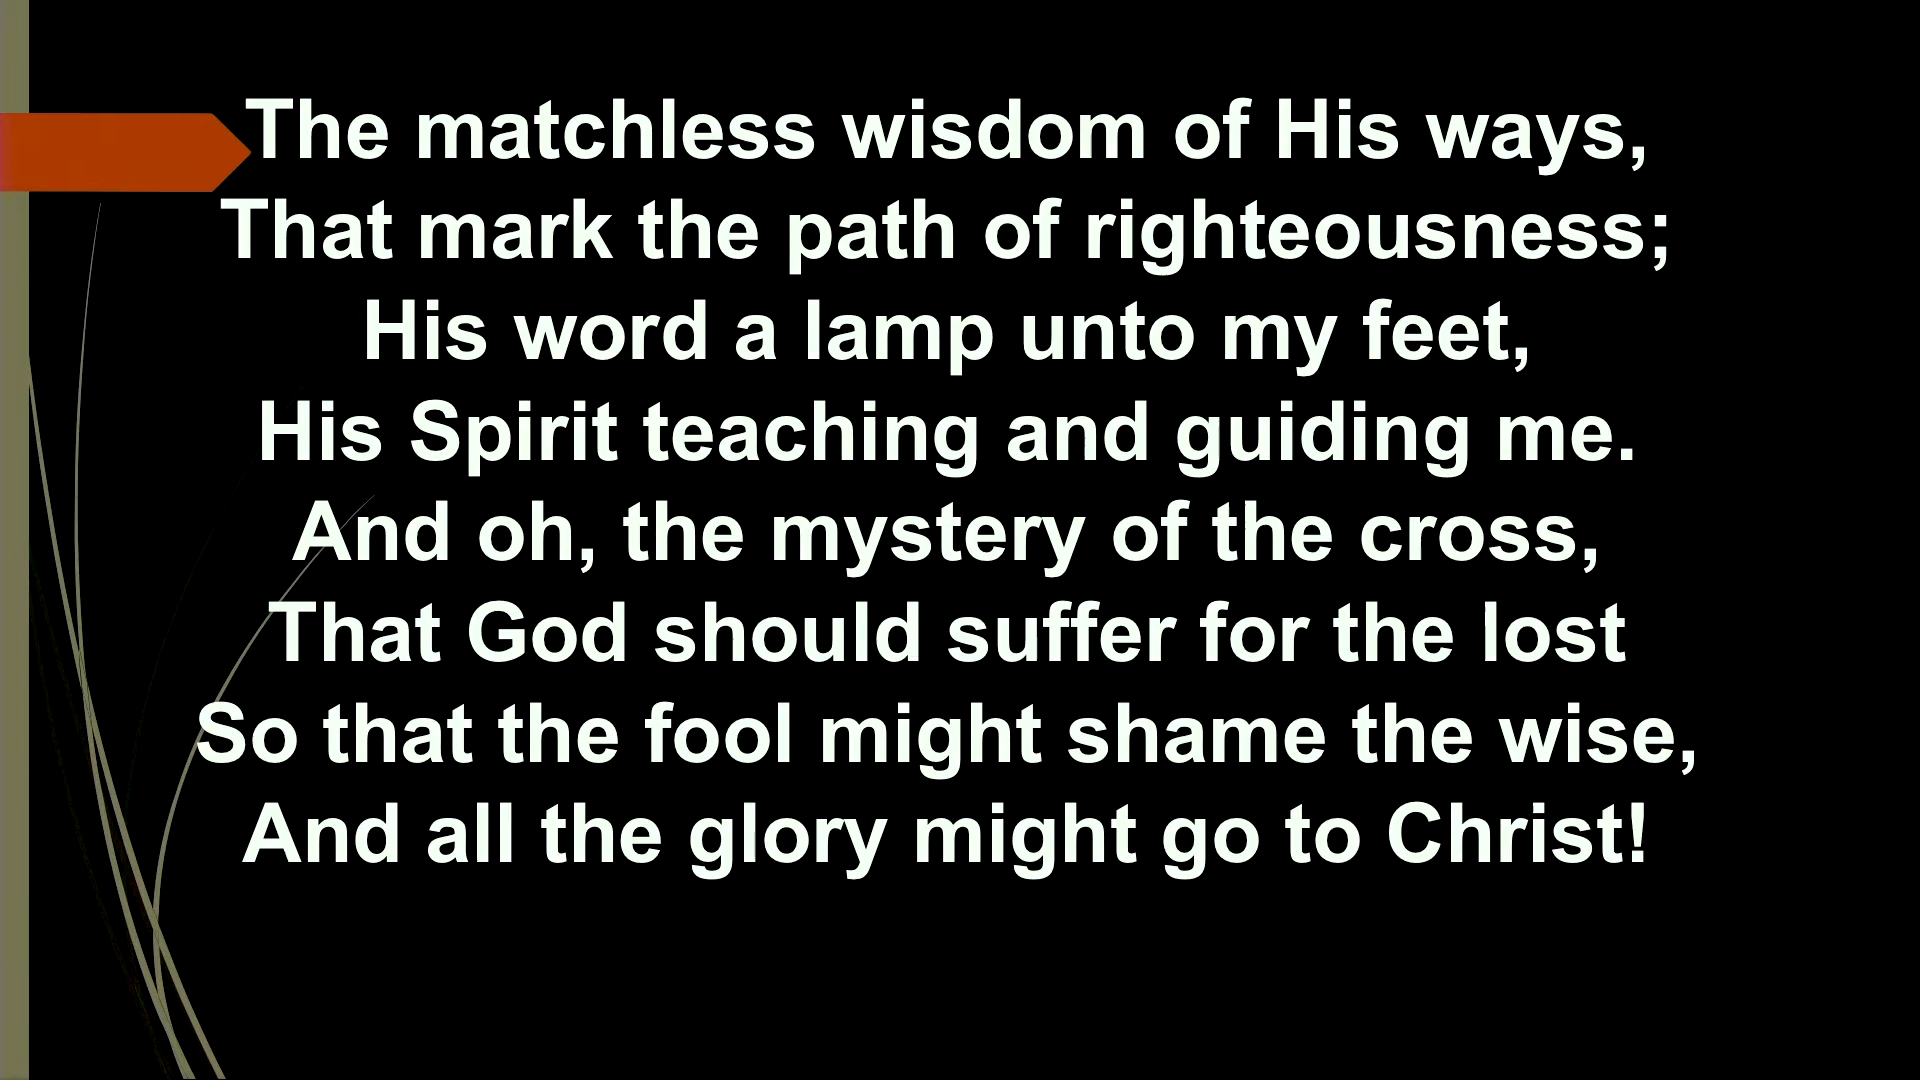 The matchless wisdom of His ways,
That mark the path of righteousness;
His word a lamp unto my feet,
His Spirit teaching and guiding me.
And oh, the mystery of the cross,
That God should suffer for the lost
So that the fool might shame the wise,
And all the glory might go to Christ!